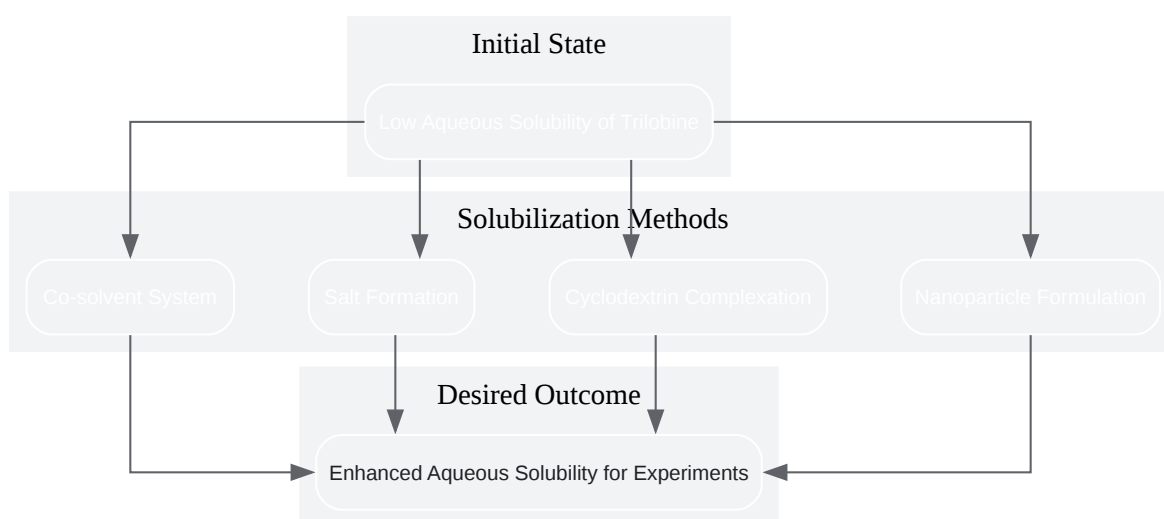 Initial State
Low Aqueous Solubility of Trilobine
Solubilization Methods
Co-solvent System
Salt Formation
Cyclodextrin Complexation
Nanoparticle Formulation
Desired Outcome
Enhanced Aqueous Solubility for Experiments